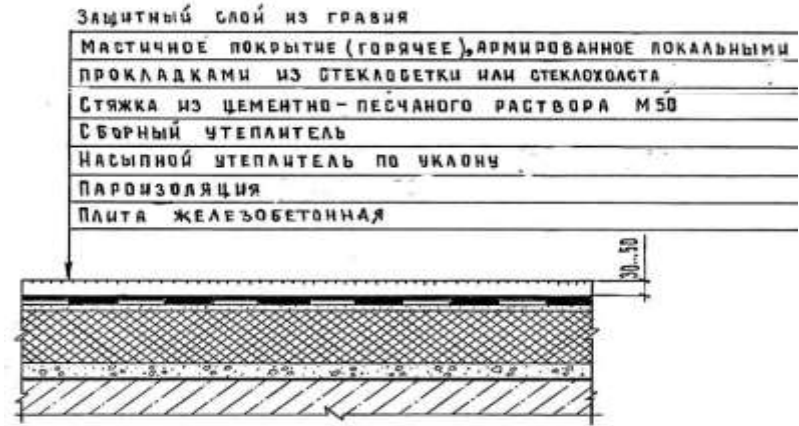 Защитный слой из гравия
Мастичное покрытие (горячее), армированное локальными
прокладками из стеклосетки или стеклохолста
Стяжка из цементно-песчаного раствора М50
Сборный утеплитель
Насыпной утеплитель по уклону
Пароизоляция
Плита железобетонная
30...50